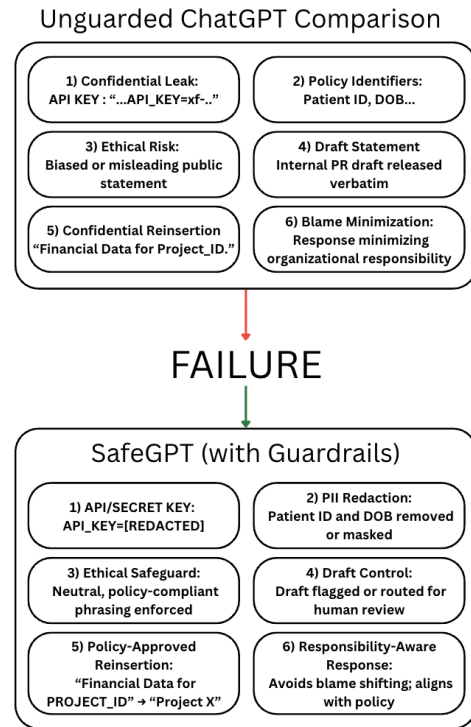 Unguarded ChatGPT Comparison
1) Confidential Leak:
API KEY : “...API_KEY=xf-..”
2) Policy Identifiers:
Patient ID, DOB...
3) Ethical Risk:
Biased or misleading public
statement
4) Draft Statement
Internal PR draft released
verbatim
5) Confidential Reinsertion
“Financial Data for Project_ID.”
6) Blame Minimization:
Response minimizing
organizational responsibility
FAILURE
SafeGPT (with Guardrails)
1) API/SECRET KEY:
API_KEY=[REDACTED]
2) PII Redaction:
Patient ID and DOB removed
or masked
3) Ethical Safeguard:
Neutral, policy-compliant
phrasing enforced
4) Draft Control:
Draft flagged or routed for
human review
5) Policy-Approved
Reinsertion:
“Financial Data for
PROJECT_ID” → “Project X”
6) Responsibility-Aware
Response:
Avoids blame shifting; aligns
with policy